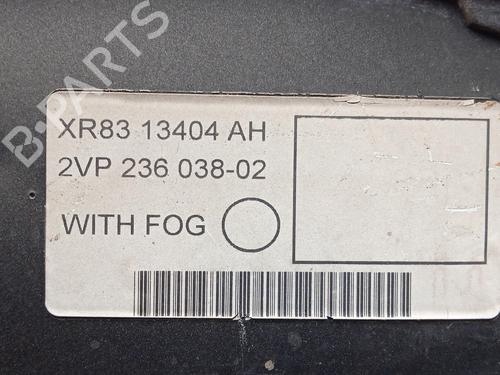 B-PARTS
XR83 13404 AH
2VP 236 038-02
WITH FOG